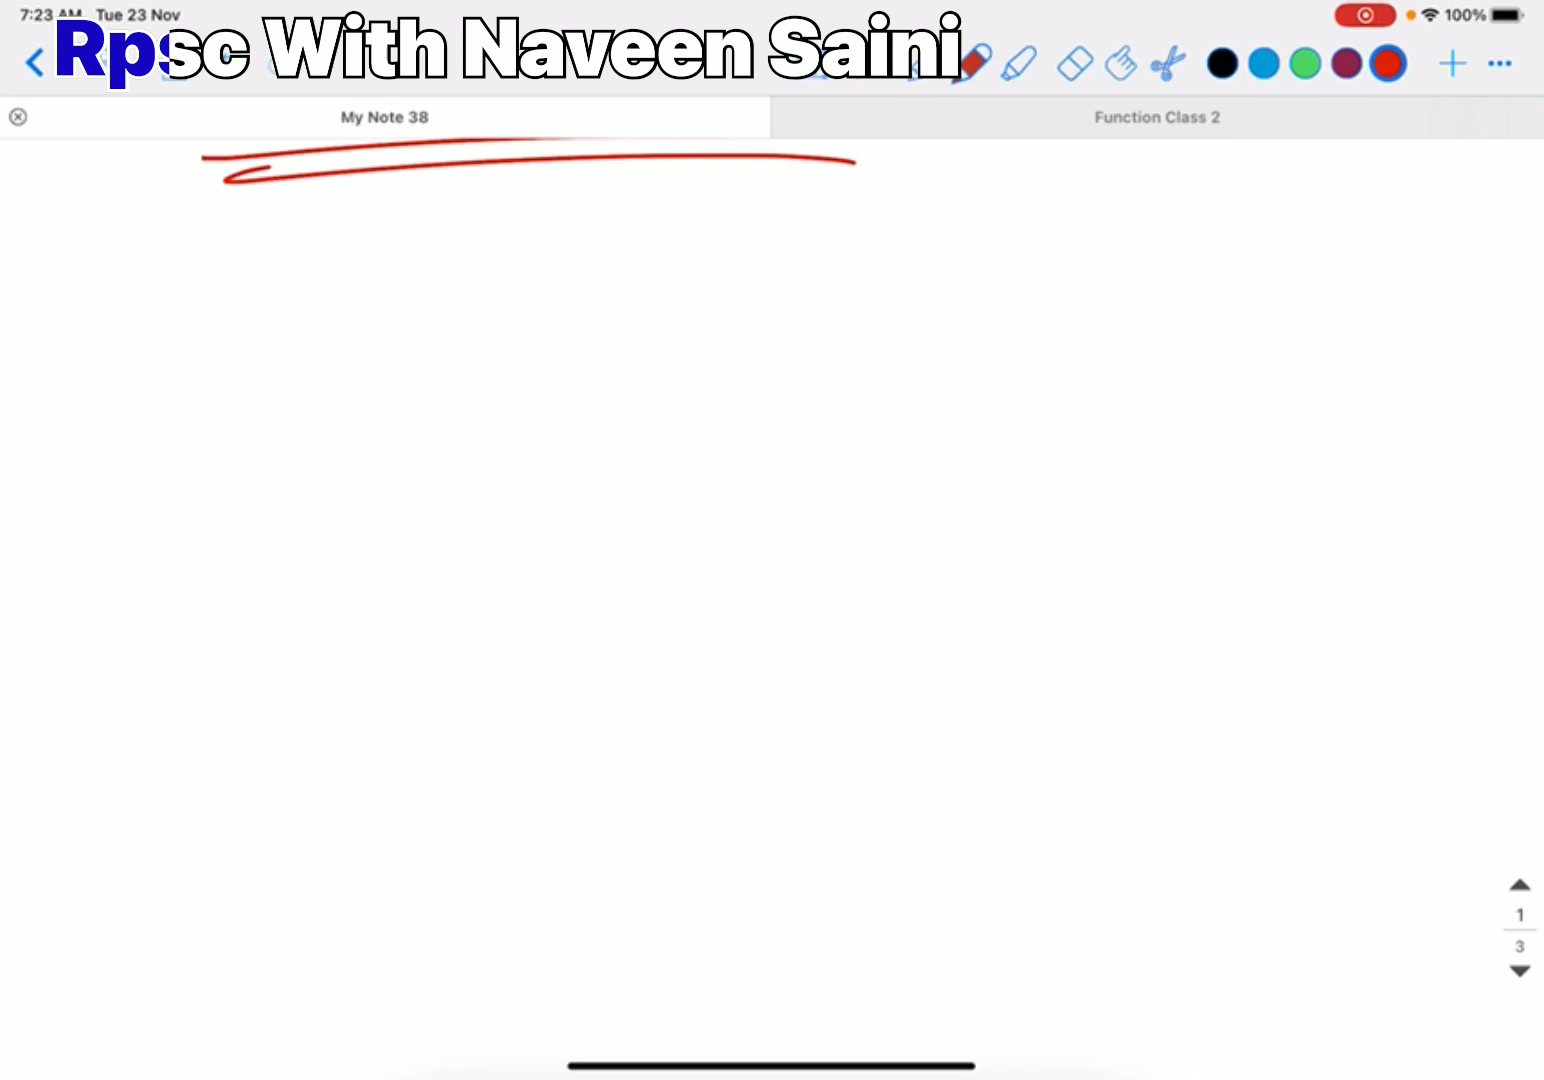 7:23 AM Tue 23 Nov
100%
Rpsc With Naveen Saini
My Note 38
Function Class 2
1
3